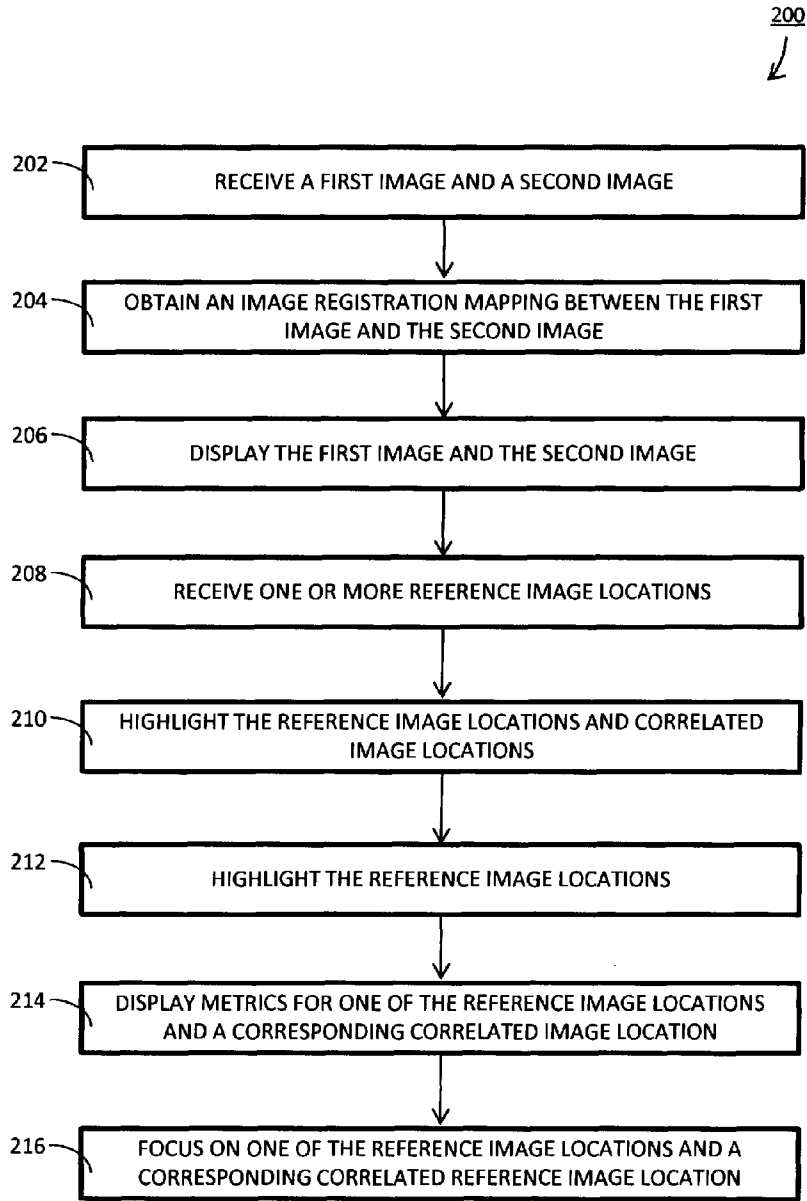 200
202
RECEIVE A FIRST IMAGE AND A SECOND IMAGE
204
OBTAIN AN IMAGE REGISTRATION MAPPING BETWEEN THE FIRST
IMAGE AND THE SECOND IMAGE
206
DISPLAY THE FIRST IMAGE AND THE SECOND IMAGE
208
RECEIVE ONE OR MORE REFERENCE IMAGE LOCATIONS
210
HIGHLIGHT THE REFERENCE IMAGE LOCATIONS AND CORRELATED
IMAGE LOCATIONS
212
HIGHLIGHT THE REFERENCE IMAGE LOCATIONS
214
DISPLAY METRICS FOR ONE OF THE REFERENCE IMAGE LOCATIONS
AND A CORRESPONDING CORRELATED IMAGE LOCATION
216
FOCUS ON ONE OF THE REFERENCE IMAGE LOCATIONS AND A
CORRESPONDING CORRELATED REFERENCE IMAGE LOCATION